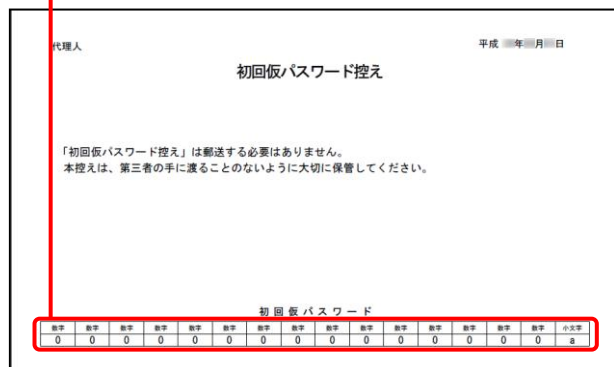 代理人
平成 年 月 日
初回仮パスワード控え
「初回仮パスワード控え」は郵送する必要はありません。
本控えは、第三者の手に渡ることのないように大切に保管してください。
初回仮パスワード
数字 数字 数字 数字 数字 数字 数字 数字 数字 数字 数字 数字 数字 数字 数字 小文字
0 0 0 0 0 0 0 0 0 0 0 0 0 0 0 a